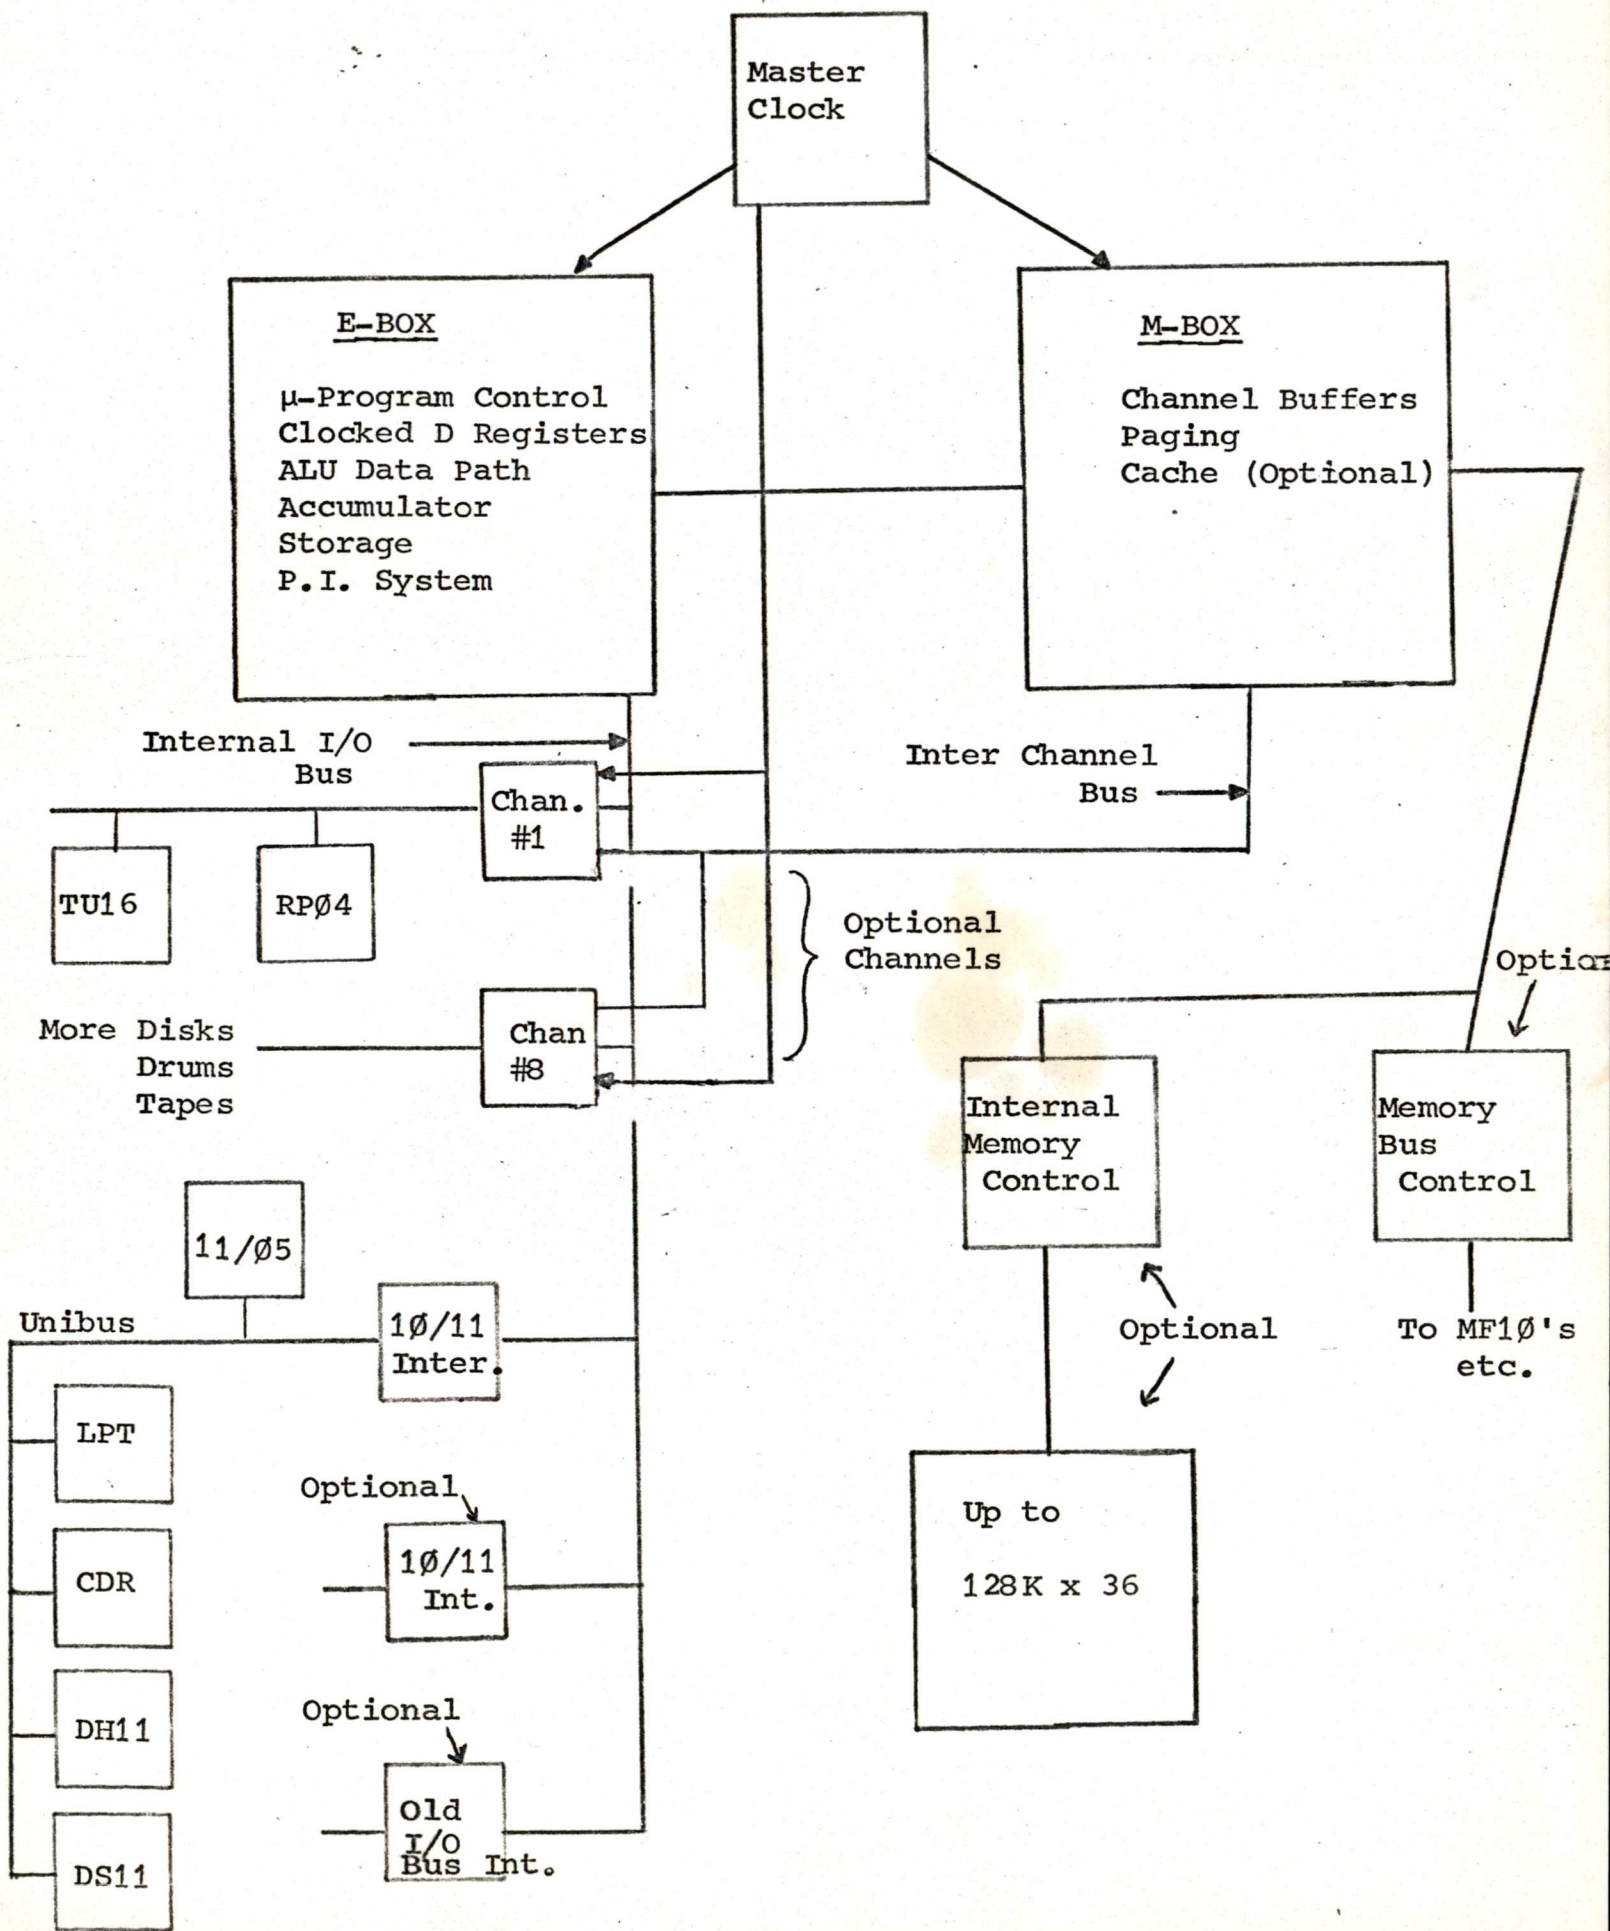 Master
Clock
E-BOX
µ-Program Control
Clocked D Registers
ALU Data Path
Accumulator
Storage
P.I. System
M-BOX
Channel Buffers
Paging
Cache (Optional)
Internal I/O
Bus
Inter Channel
Bus
Chan.
#1
TU16
RPØ4
Optional
Channels
More Disks
Drums
Tapes
Chan
#8
Internal
Memory
Control
Memory
Bus
Control
11/Ø5
Unibus
1Ø/11
Inter.
Optional
To MF1Ø's
etc.
LPT
Optional
1Ø/11
Int.
CDR
Up to
128K x 36
DH11
Optional
Old
I/O
Bus Int.
DS11